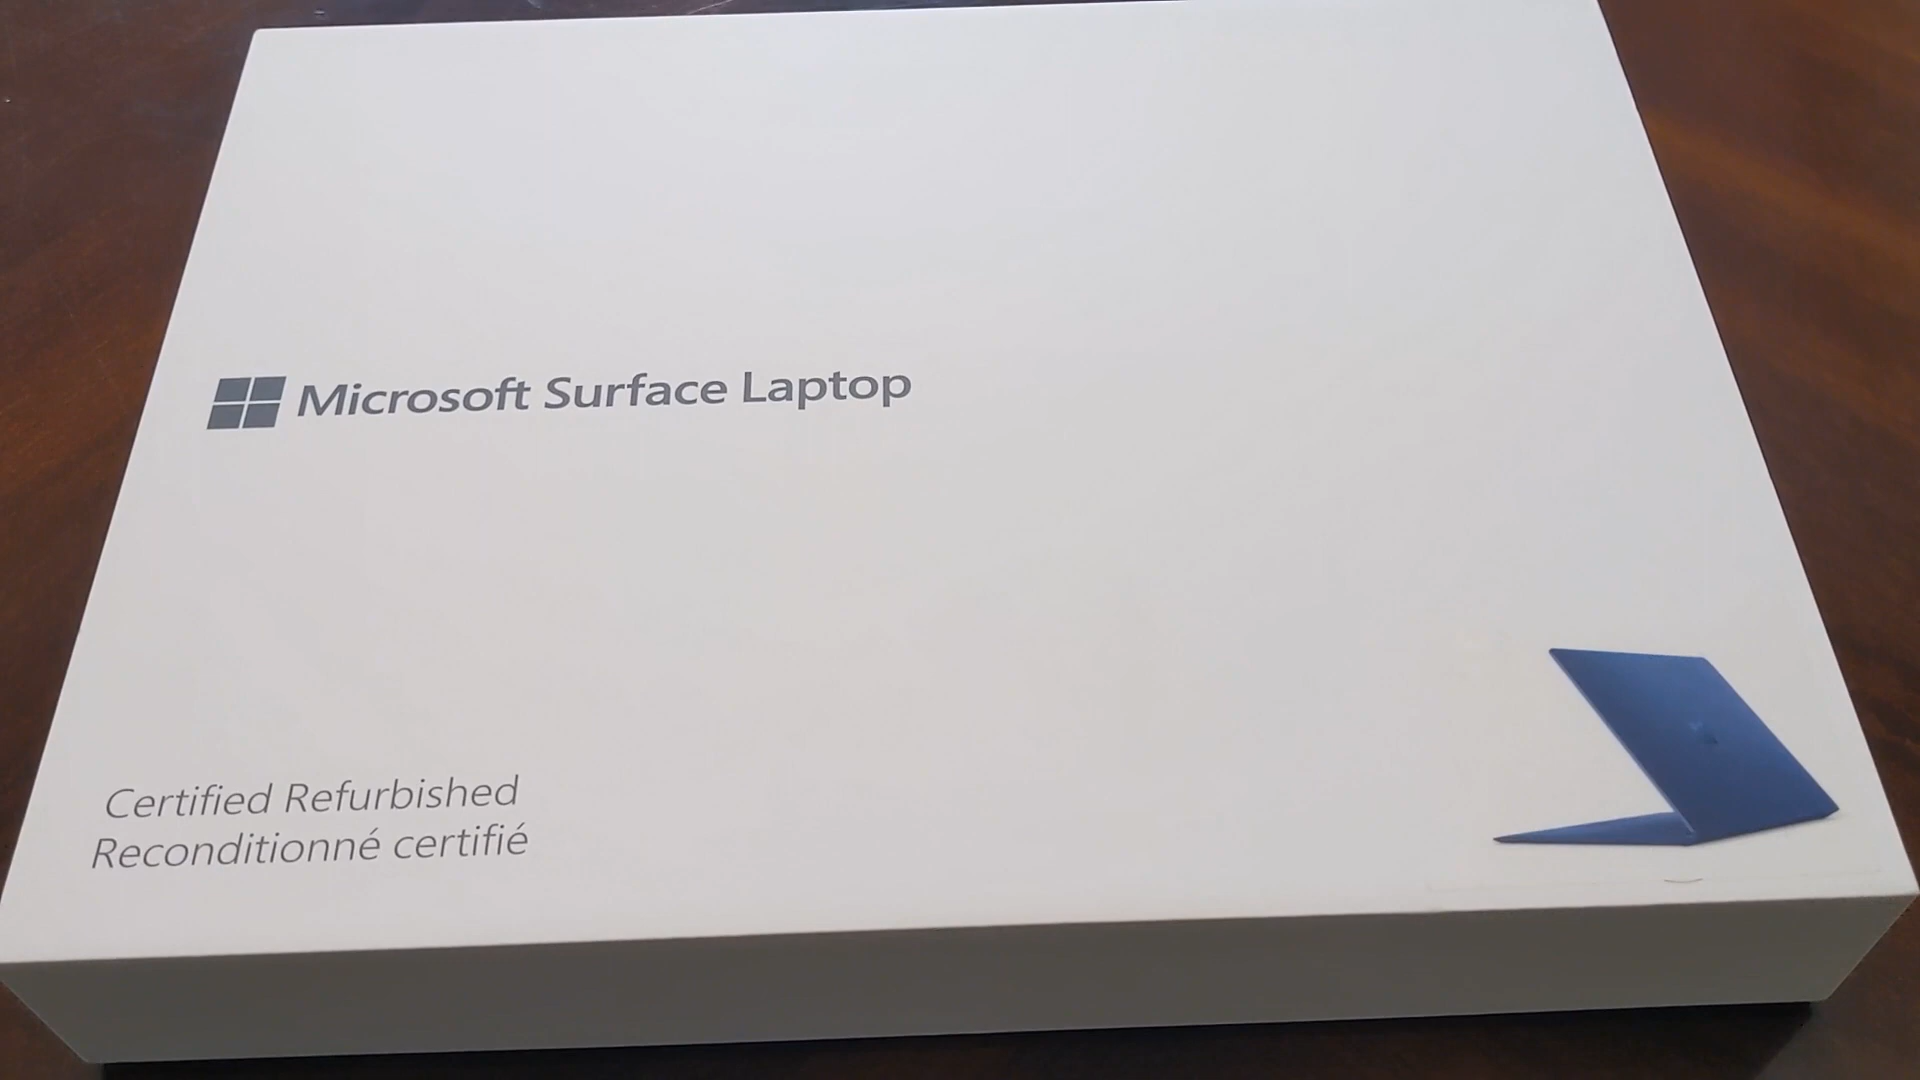 Microsoft Surface Laptop
Certified Refurbished
Reconditionné certifié